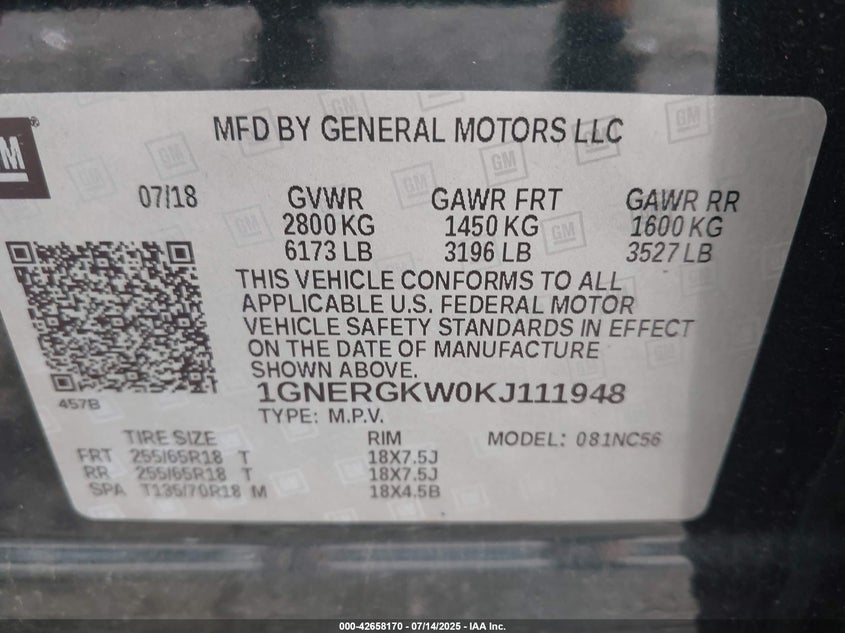 MFD BY GENERAL MOTORS LLC
GM
07/18 GVWR GAWR FRT GAWR RR
2800 KG 1450 KG 1600 KG
6173 LB 3196 LB 3527 LB
THIS VEHICLE CONFORMS TO ALL
APPLICABLE U.S. FEDERAL MOTOR
VEHICLE SAFETY STANDARDS IN EFFECT
ON THE DATE OF MANUFACTURE
SHOWN ABOVE.
1GNERGKW0KJ111948
457B
TYPE: M.P.V.
TIRE SIZE RIM MODEL: 081NC56
FRT 255/65R18 T 18X7.5J
RR 255/65R18 T 18X7.5J
SPA T135/70R18 M 18X4.5B
000-42658170 - 07/14/2025 - IAA Inc.